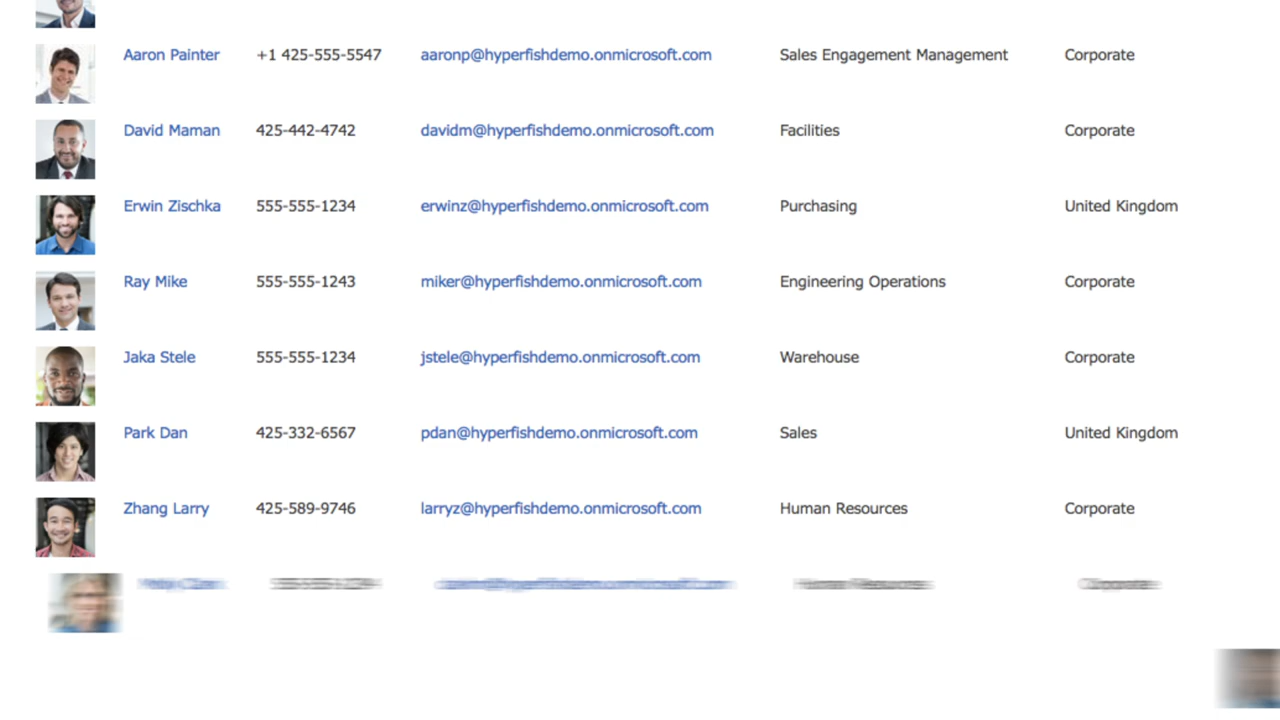 Aaron Painter +1 425-555-5547 aaronp@hyperfishdemo.onmicrosoft.com Sales Engagement Management Corporate
David Maman 425-442-4742 davidm@hyperfishdemo.onmicrosoft.com Facilities Corporate
Erwin Zischka 555-555-1234 erwinz@hyperfishdemo.onmicrosoft.com Purchasing United Kingdom
Ray Mike 555-555-1243 miker@hyperfishdemo.onmicrosoft.com Engineering Operations Corporate
Jaka Stele 555-555-1234 jstele@hyperfishdemo.onmicrosoft.com Warehouse Corporate
Park Dan 425-332-6567 pdan@hyperfishdemo.onmicrosoft.com Sales United Kingdom
Zhang Larry 425-589-9746 larryz@hyperfishdemo.onmicrosoft.com Human Resources Corporate